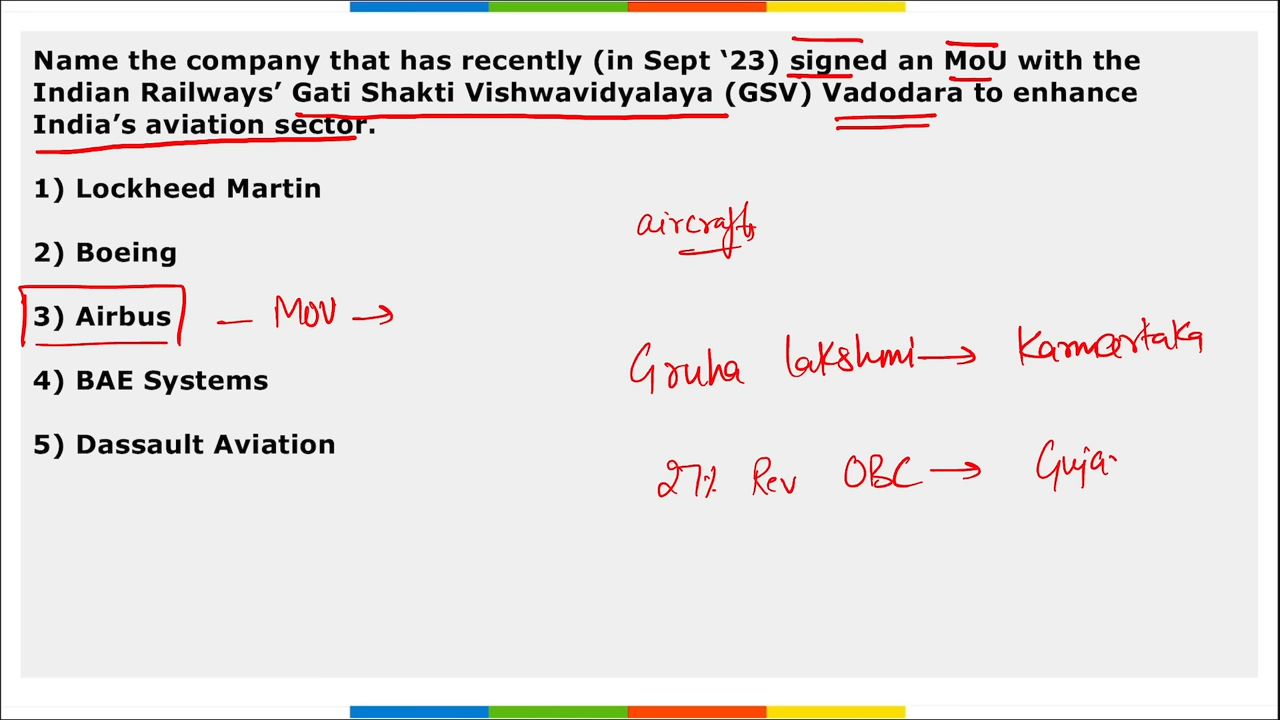 Name the company that has recently (in Sept ‘23) signed an MoU with the
Indian Railways’ Gati Shakti Vishwavidyalaya (GSV) Vadodara to enhance
India’s aviation sector.
1) Lockheed Martin
aircraft
2) Boeing
3) Airbus — MOU →
Gruha lakshmi → Karnartaka
4) BAE Systems
5) Dassault Aviation
27% Rev OBC → Guja